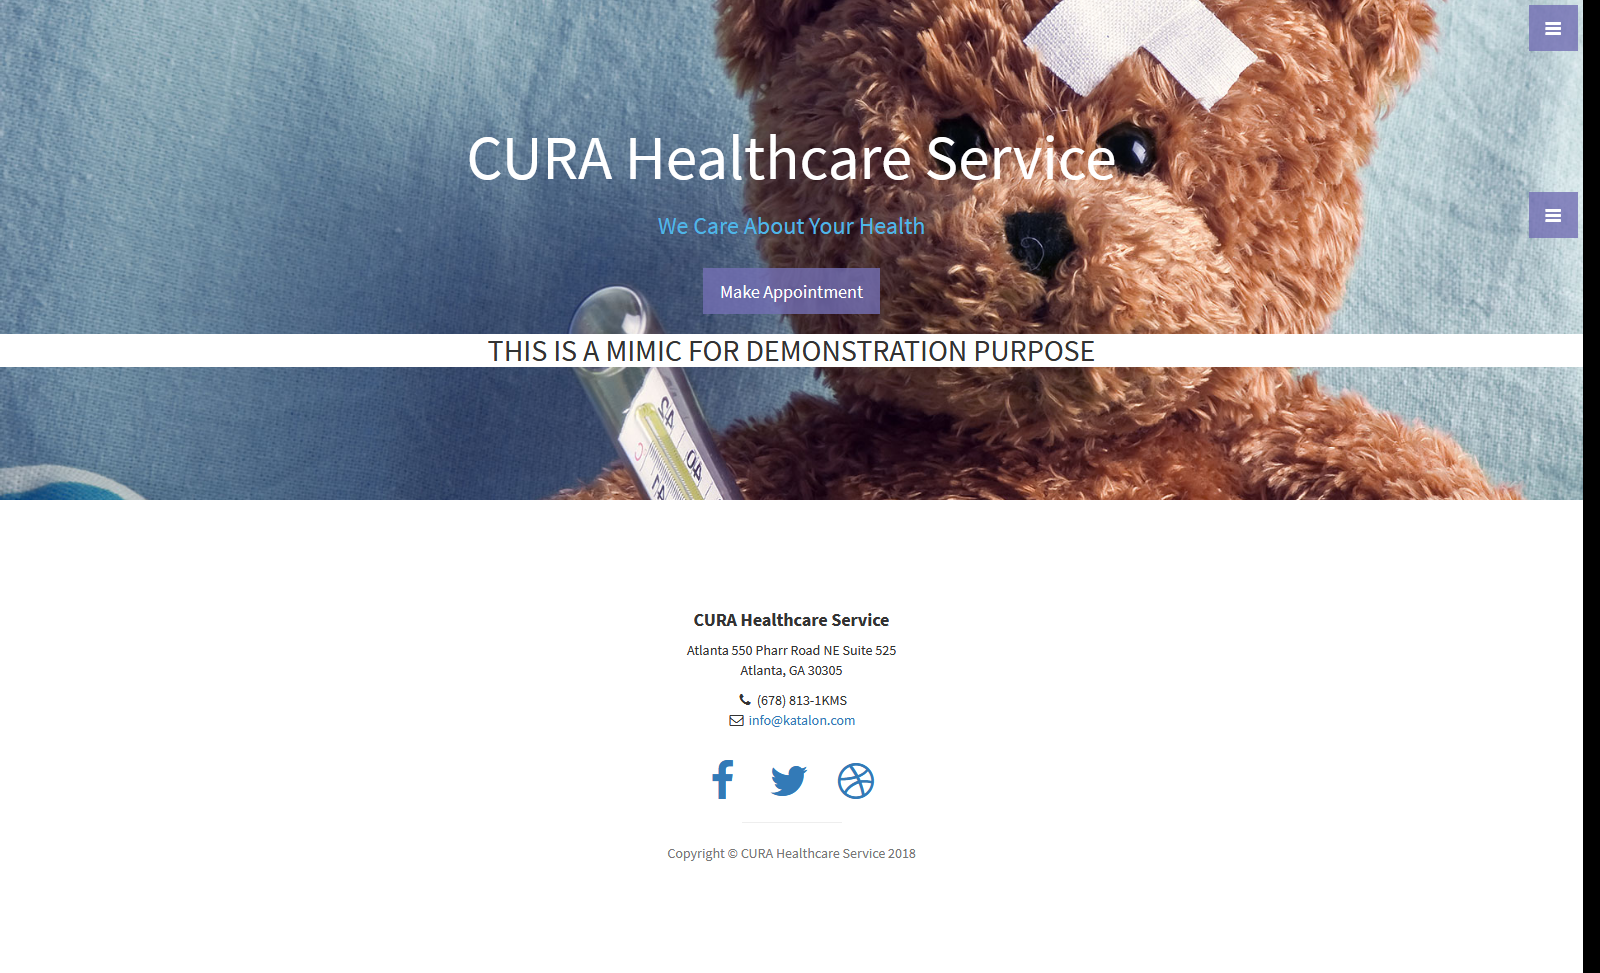 CURA Healthcare Service
We Care About Your Health
Make Appointment
THIS IS A MIMIC FOR DEMONSTRATION PURPOSE
42
40
CURA Healthcare Service
Atlanta 550 Pharr Road NE Suite 525
Atlanta, GA 30305
(678) 813-1KMS
info@katalon.com
Copyright © CURA Healthcare Service 2018